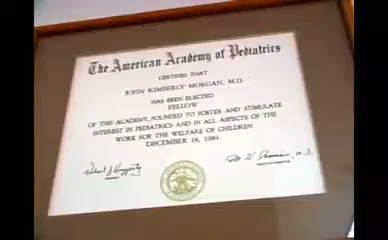 The American Academy of Pediatrics
CERTIFIES THAT
JOHN KIMBERLY MORGAN, M.D
HAS BEEN ELECTED
FELLOW
OF THIS ACADEMY, FOUNDED TO FOSTER AND STIMULATE
INTEREST IN PEDIATRICS AND IN ALL ASPECTS OF THE
WORK FOR THE WELFARE OF CHILDREN
DECEMBER 18, 1984